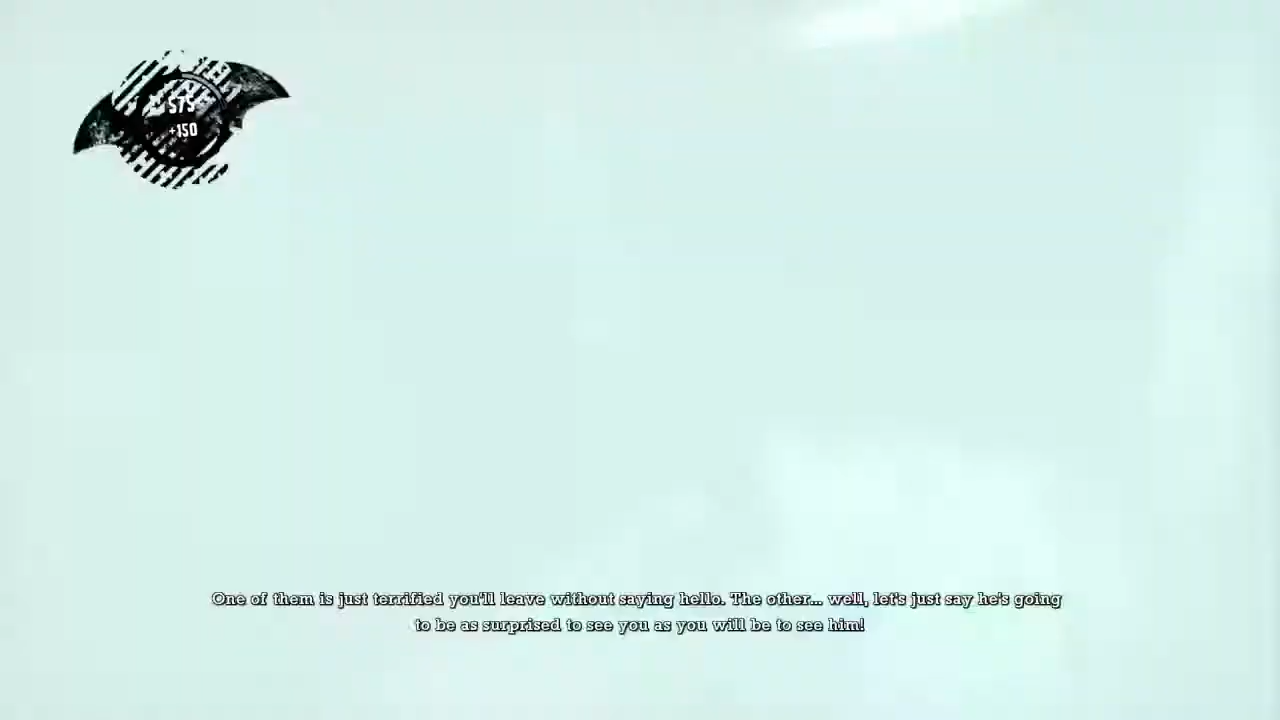 575
+150
One of them is just terrified you'll leave without saying hello. The other... well, let's just say he's going
to be as surprised to see you as you will be to see him!